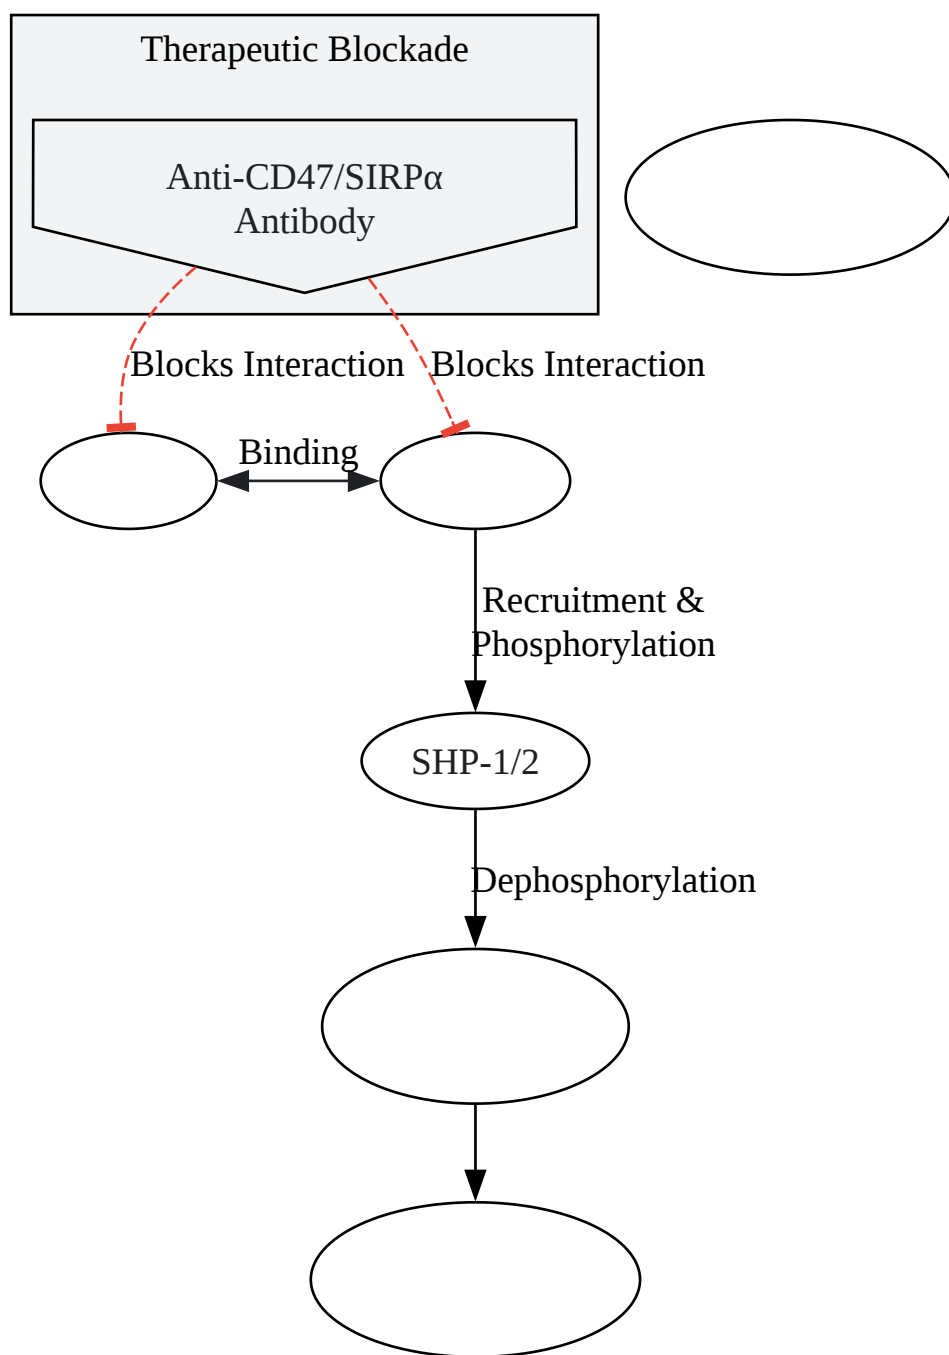 Therapeutic Blockade
Anti-CD47/SIRPα
Antibody
Blocks Interaction
Blocks Interaction
Binding
Recruitment &
Phosphorylation
SHP-1/2
Dephosphorylation